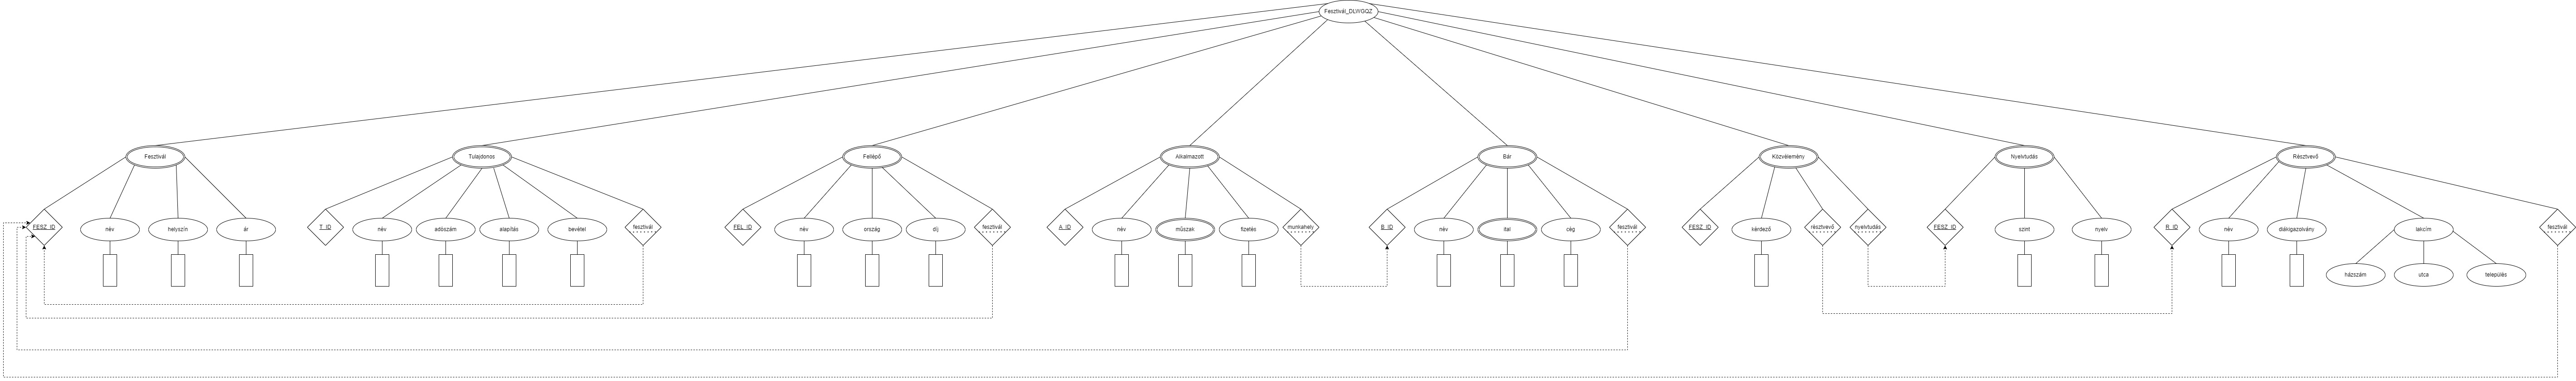 Fesztivál_DLWGQZ
Fesztivál
Tulajdonos
Fellépő
Alkalmazott
Bár
Közvélemény
Nyelvtudás
Résztvevő
FESZ_ID
név
helyszín
ár
T_ID
név
adószám
alapítás
bevétel
fesztivál
FEL_ID
név
ország
díj
fesztivál
A_ID
név
műszak
fizetés
munkahely
B_ID
név
ital
cég
fesztivál
FESZ_ID
kérdező
résztvevő
nyelvtudás
FESZ_ID
szint
nyelv
R_ID
név
diákigazolvány
lakcím
fesztivál
házszám
utca
település